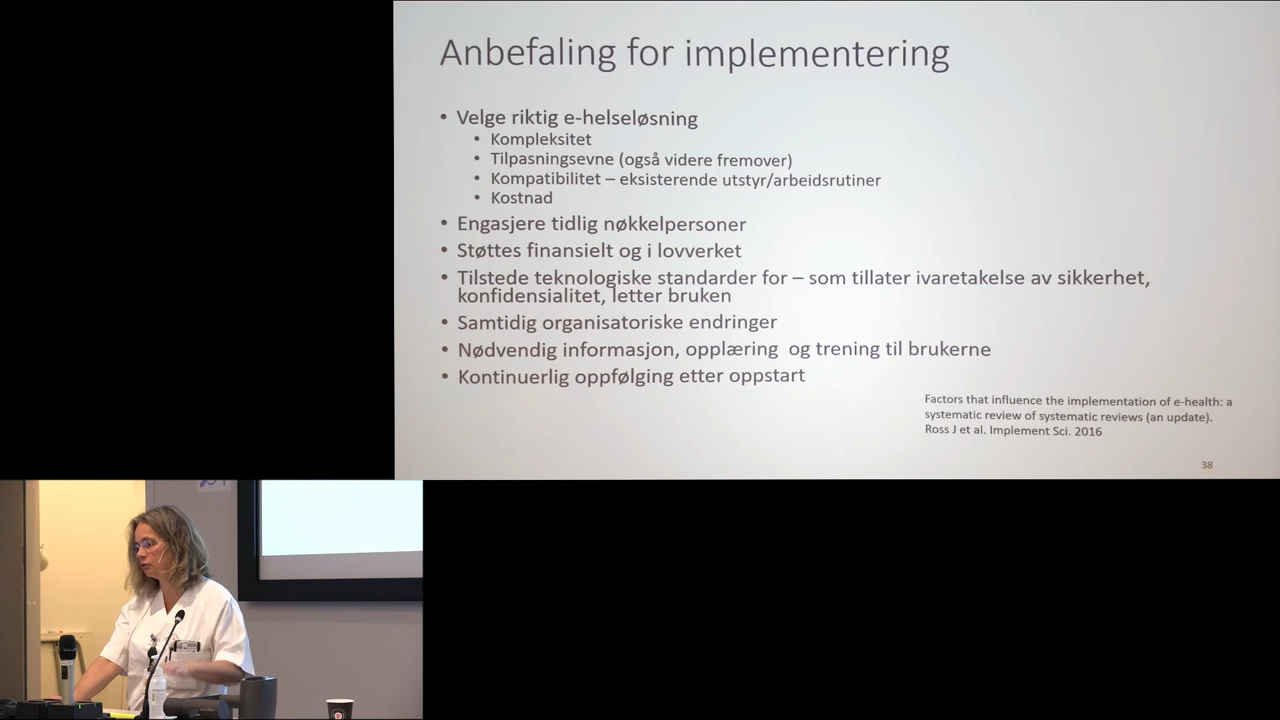 Anbefaling for implementering
• Velge riktig e-helseløsning
• Kompleksitet
• Tilpasningsevne (også videre fremover)
• Kompatibilitet – eksisterende utstyr/arbeidsrutiner
• Kostnad
• Engasjere tidlig nøkkelpersoner
• Støttes finansielt og i lovverket
• Tilstede teknologiske standarder for – som tillater ivaretakelse av sikkerhet,
konfidensialitet, letter bruken
• Samtidig organisatoriske endringer
• Nødvendig informasjon, opplæring  og trening til brukerne
• Kontinuerlig oppfølging etter oppstart
Factors that influence the implementation of e-health: a
systematic review of systematic reviews (an update).
Ross J et al. Implement Sci. 2016
38